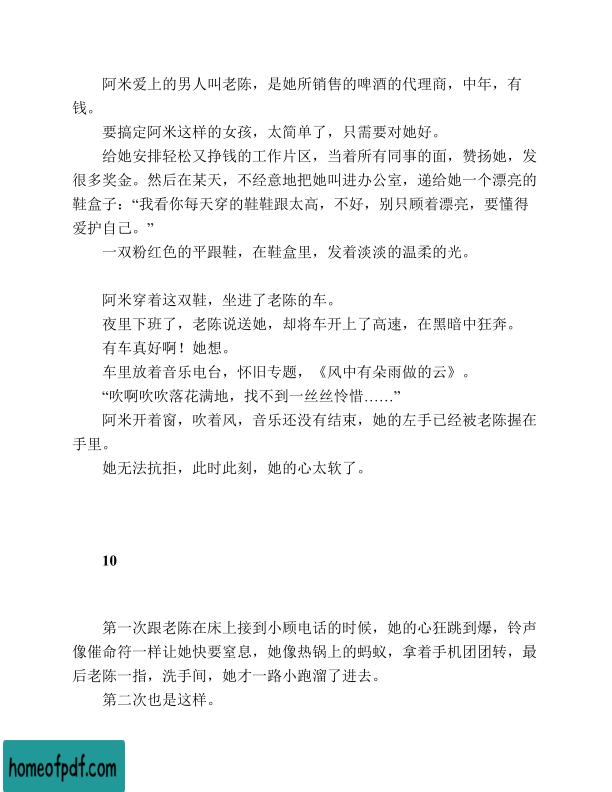 阿米爱上的男人叫老陈，是她所销售的啤酒的代理商，中年，有
钱。
要搞定阿米这样的女孩，太简单了，只需要对她好。
给她安排轻松又挣钱的工作片区，当着所有同事的面，赞扬她，发
很多奖金。然后在某天，不经意地把她叫进办公室，递给她一个漂亮的
鞋盒子：“我看你每天穿的鞋鞋跟太高，不好，别只顾着漂亮，要懂得
爱护自己。”
一双粉红色的平跟鞋，在鞋盒里，发着淡淡的温柔的光。
阿米穿着这双鞋，坐进了老陈的车。
夜里下班了，老陈说送她，却将车开上了高速，在黑暗中狂奔。
有车真好啊！她想。
车里放着音乐电台，怀旧专题，《风中有朵雨做的云》。
“吹啊吹吹落花满地，找不到一丝丝怜惜……”
阿米开着窗，吹着风，音乐还没有结束，她的左手已经被老陈握在
手里。
她无法抗拒，此时此刻，她的心太软了。
10
第一次跟老陈在床上接到小顾电话的时候，她的心狂跳到爆，铃声
像催命符一样让她快要窒息，她像热锅上的蚂蚁，拿着手机团团转，最
后老陈一指，洗手间，她才一路小跑溜了进去。
第二次也是这样。
homeofpdf.com